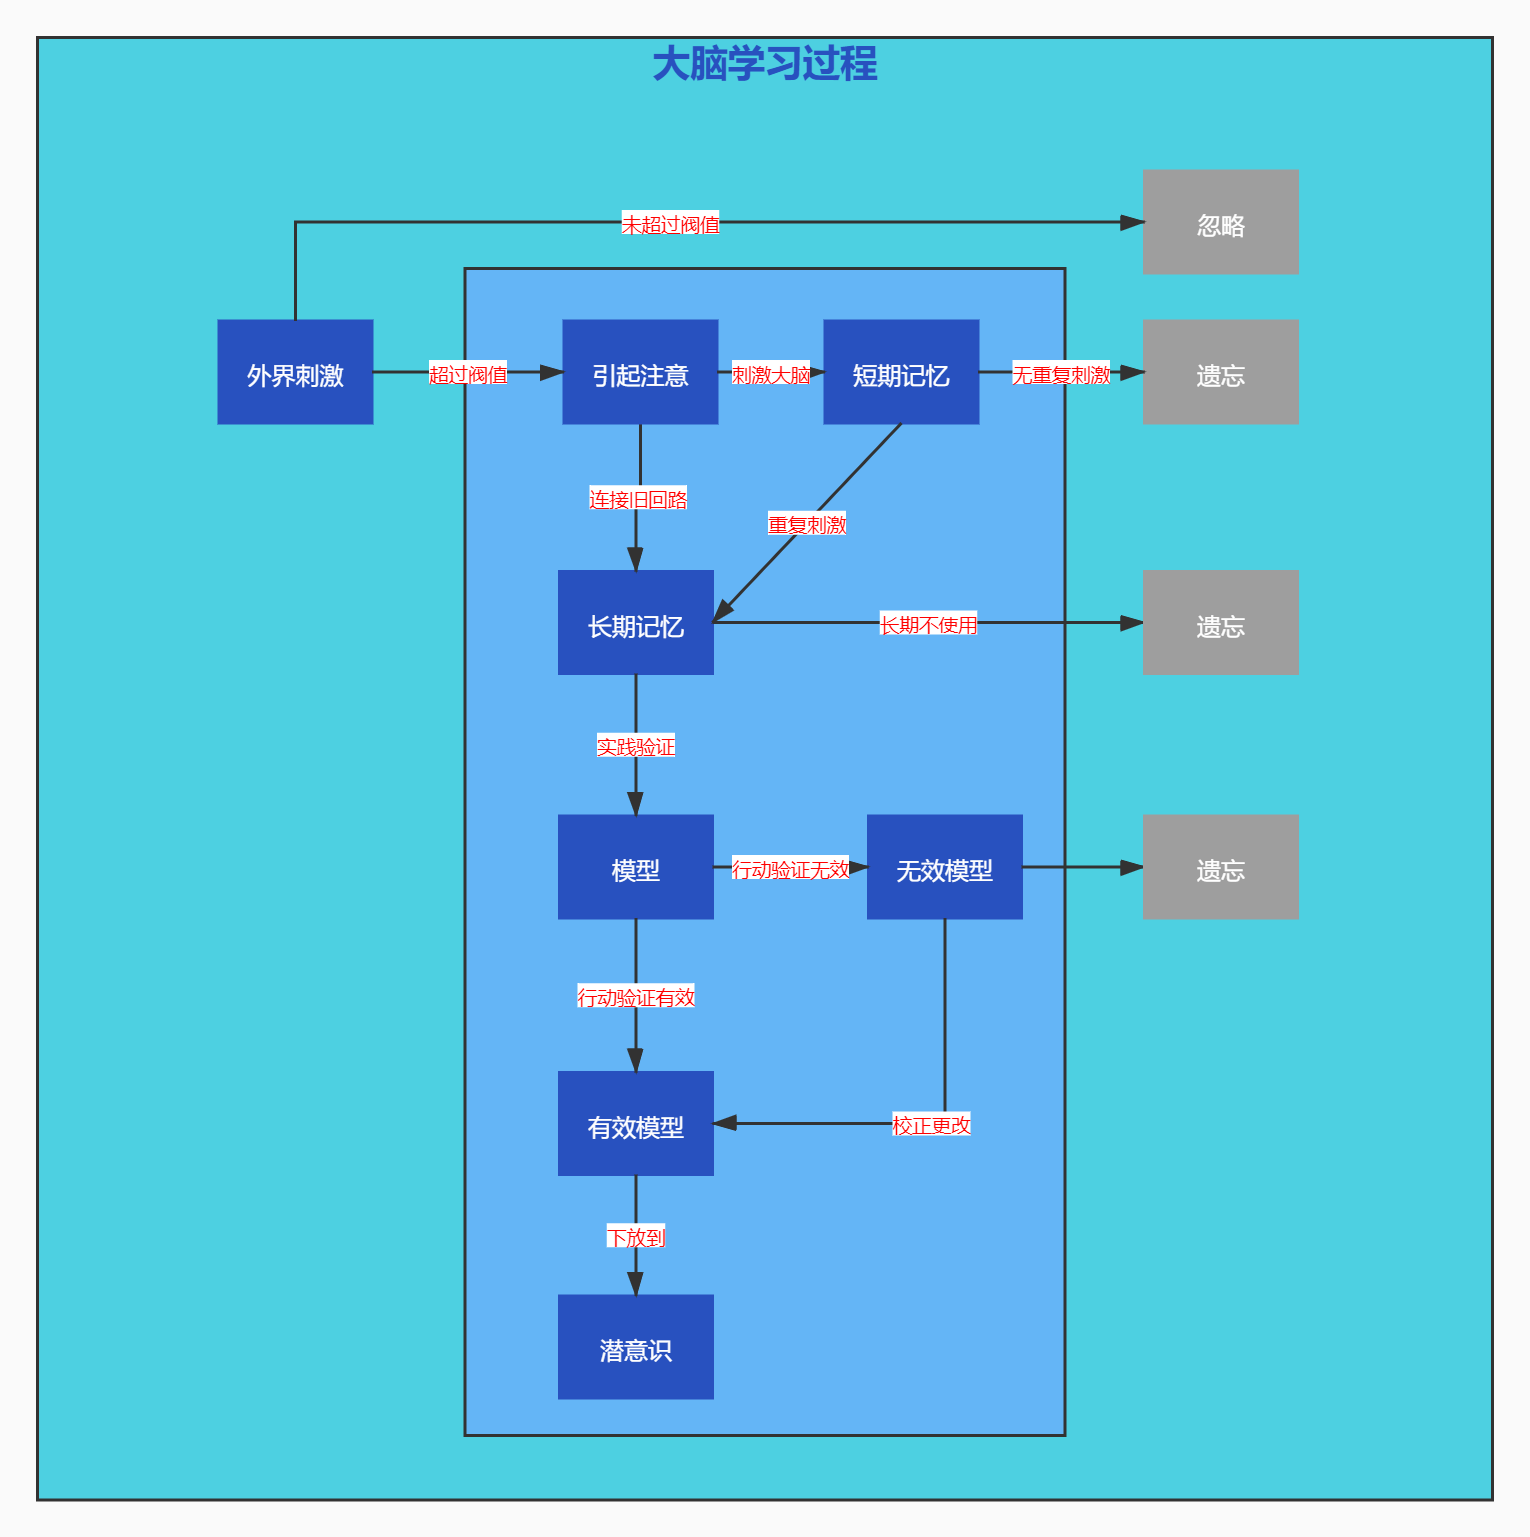 大脑学习过程
未超过阀值
忽略
外界刺激
超过阀值
引起注意
刺激大脑
短期记忆
无重复刺激
遗忘
连接旧回路
重复刺激
长期记忆
长期不使用
遗忘
实践验证
模型
行动验证无效
无效模型
遗忘
行动验证有效
有效模型
校正更改
下放到
潜意识